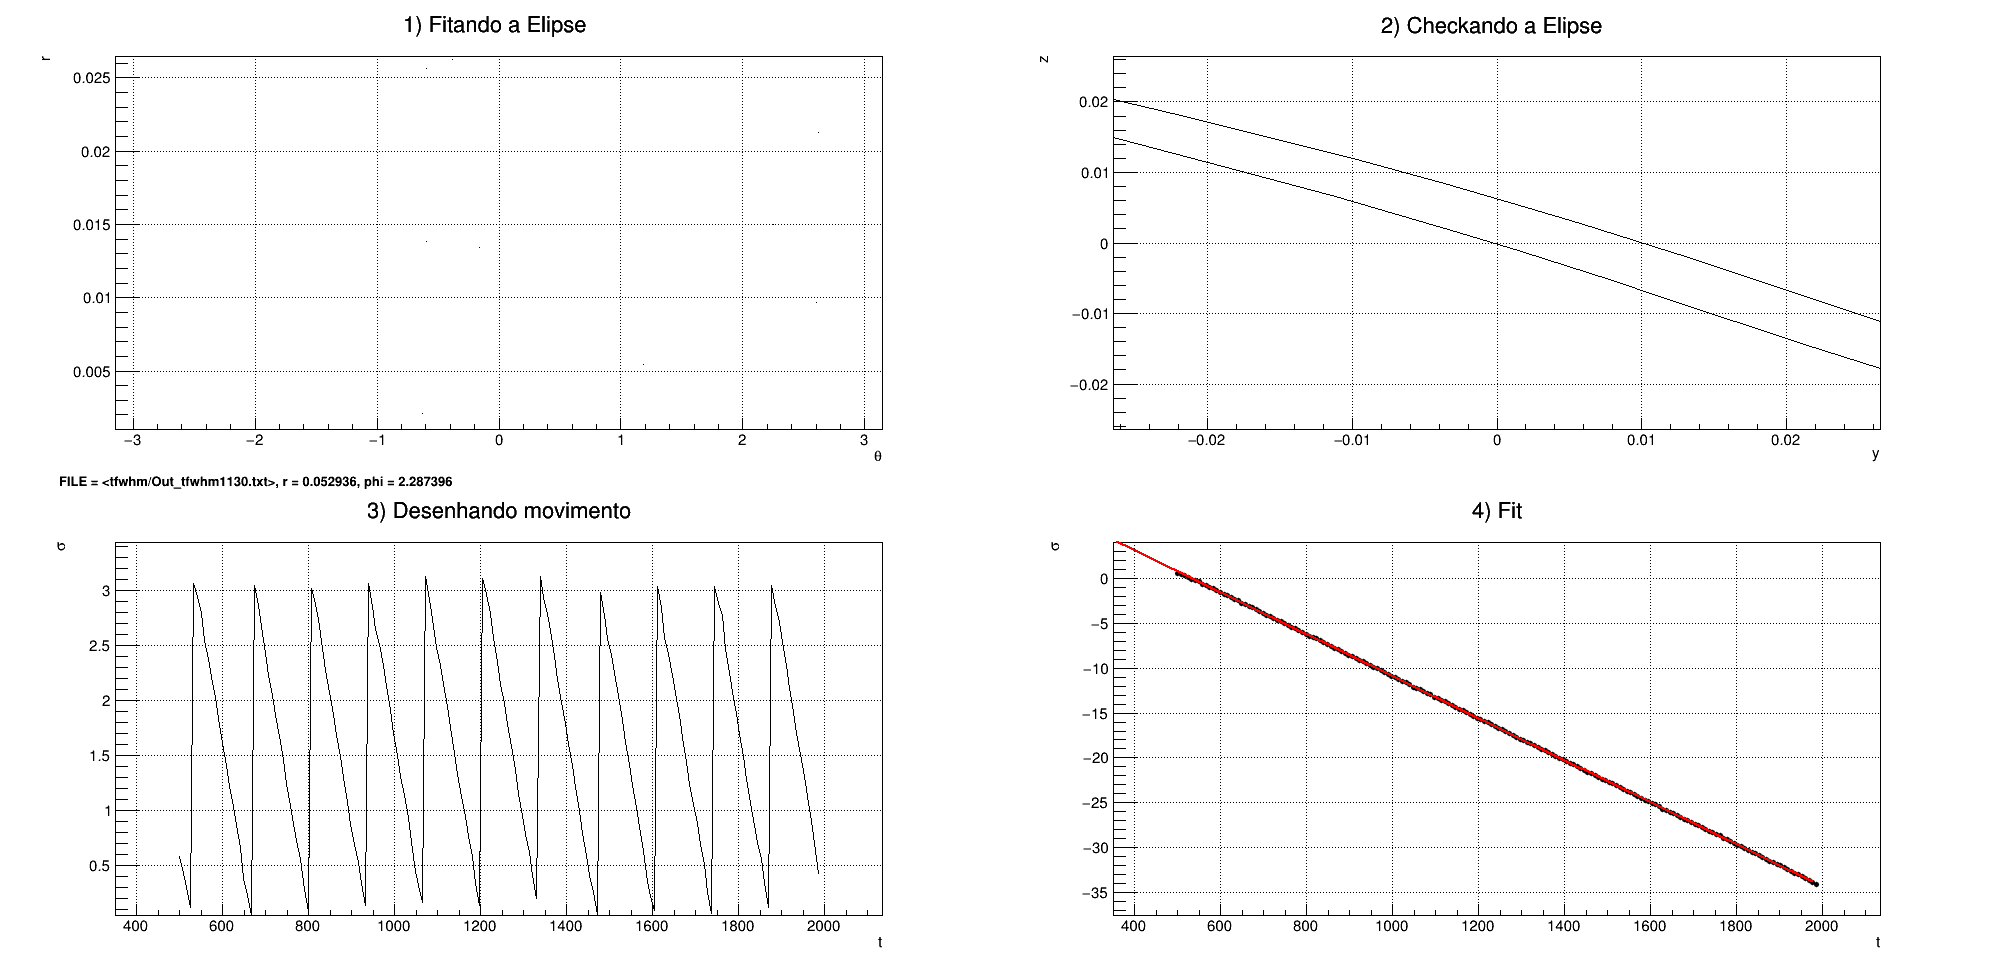 1) Fitando a Elipse
r
0.025
0.02
0.015
0.01
0.005
−3 −2 −1 0 1 2 3
θ
2) Checkando a Elipse
z
0.02
0.01
0
−0.01
−0.02
−0.02 −0.01 0 0.01 0.02
y
FILE = <tfwhm/Out_tfwhm1130.txt>, r = 0.052936, phi = 2.287396
3) Desenhando movimento
σ
3
2.5
2
1.5
1
0.5
400 600 800 1000 1200 1400 1600 1800 2000
t
4) Fit
σ
0
−5
−10
−15
−20
−25
−30
−35
400 600 800 1000 1200 1400 1600 1800 2000
t